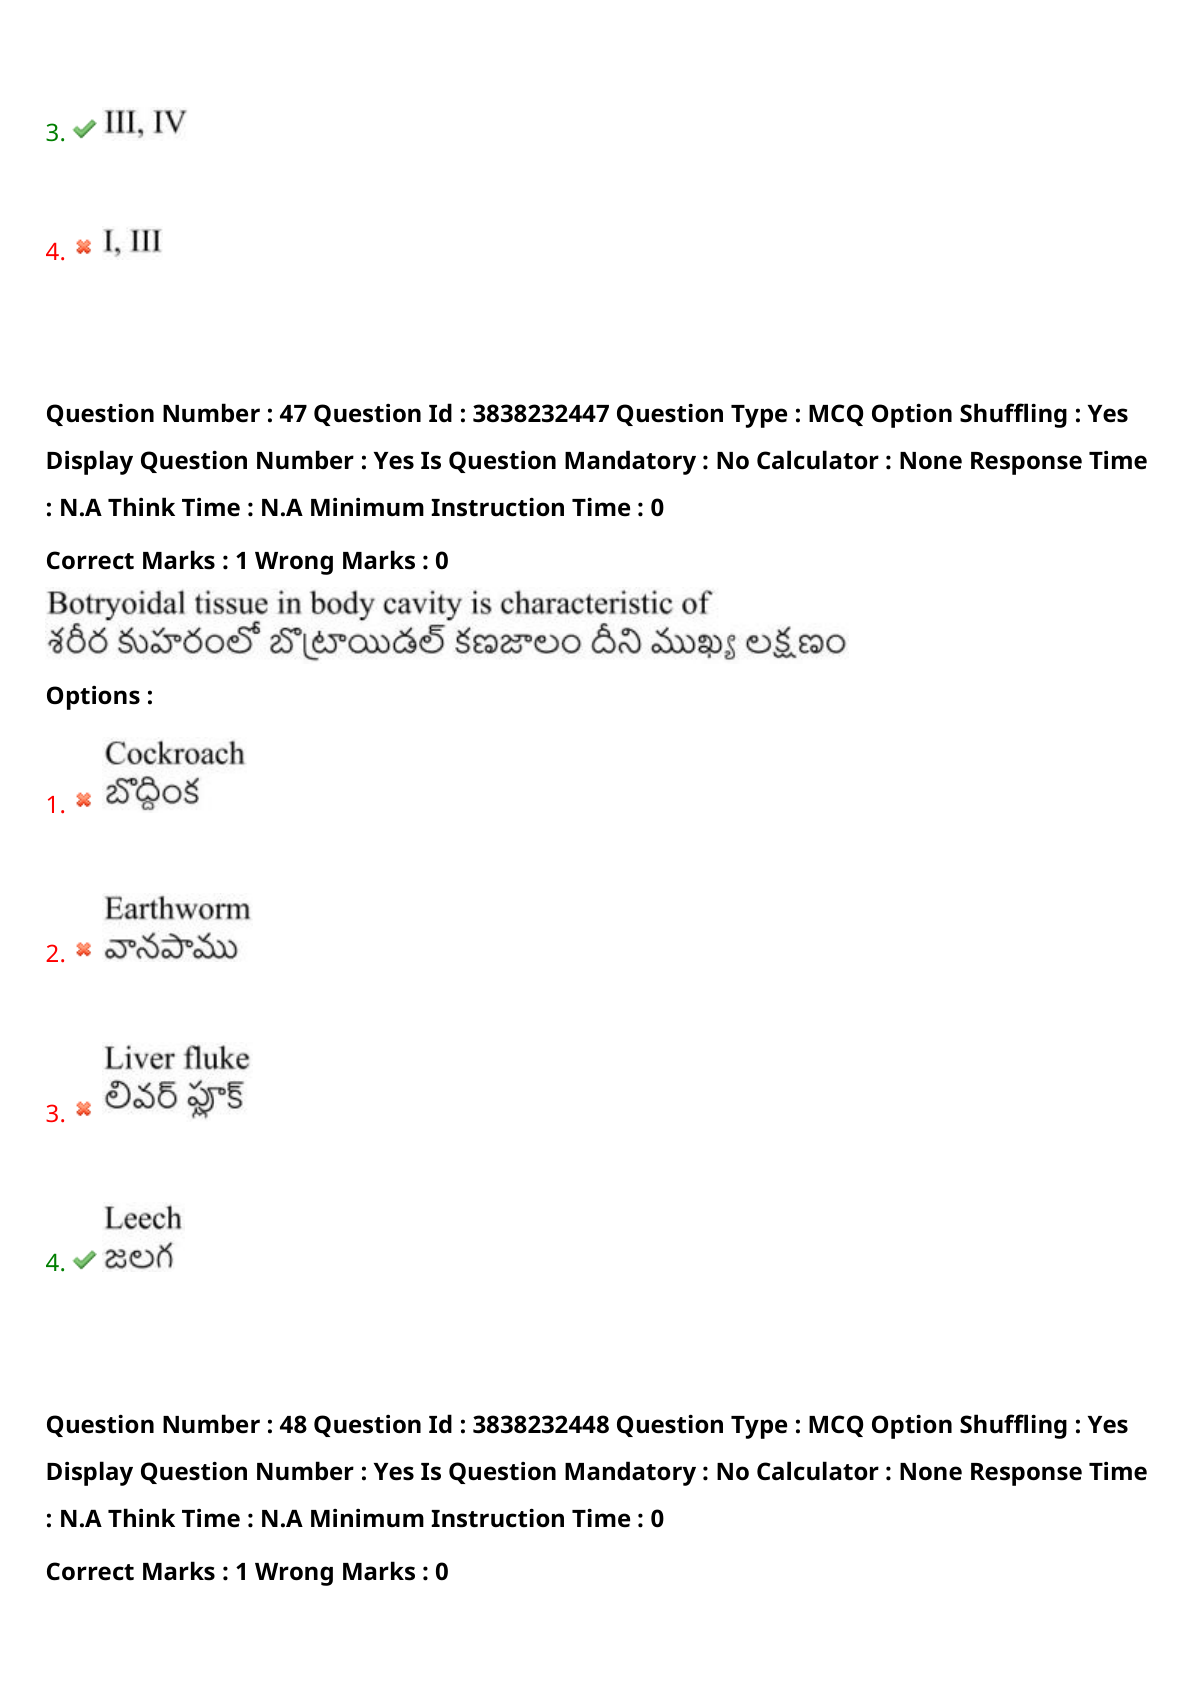 3. III, IV
4. I, III
Question Number : 47 Question Id : 3838232447 Question Type : MCQ Option Shuffling : Yes
Display Question Number : Yes Is Question Mandatory : No Calculator : None Response Time
: N.A Think Time : N.A Minimum Instruction Time : 0
Correct Marks : 1 Wrong Marks : 0
Botryoidal tissue in body cavity is characteristic of
శరీర కుహరంలో బొట్రాయిడల్ కణజాలం దీని ముఖ్య లక్షణం
Options :
Cockroach
1. బొద్దింక
Earthworm
2. వానపాము
Liver fluke
3. లివర్ ఫ్లూక్
Leech
4. జలగ
Question Number : 48 Question Id : 3838232448 Question Type : MCQ Option Shuffling : Yes
Display Question Number : Yes Is Question Mandatory : No Calculator : None Response Time
: N.A Think Time : N.A Minimum Instruction Time : 0
Correct Marks : 1 Wrong Marks : 0